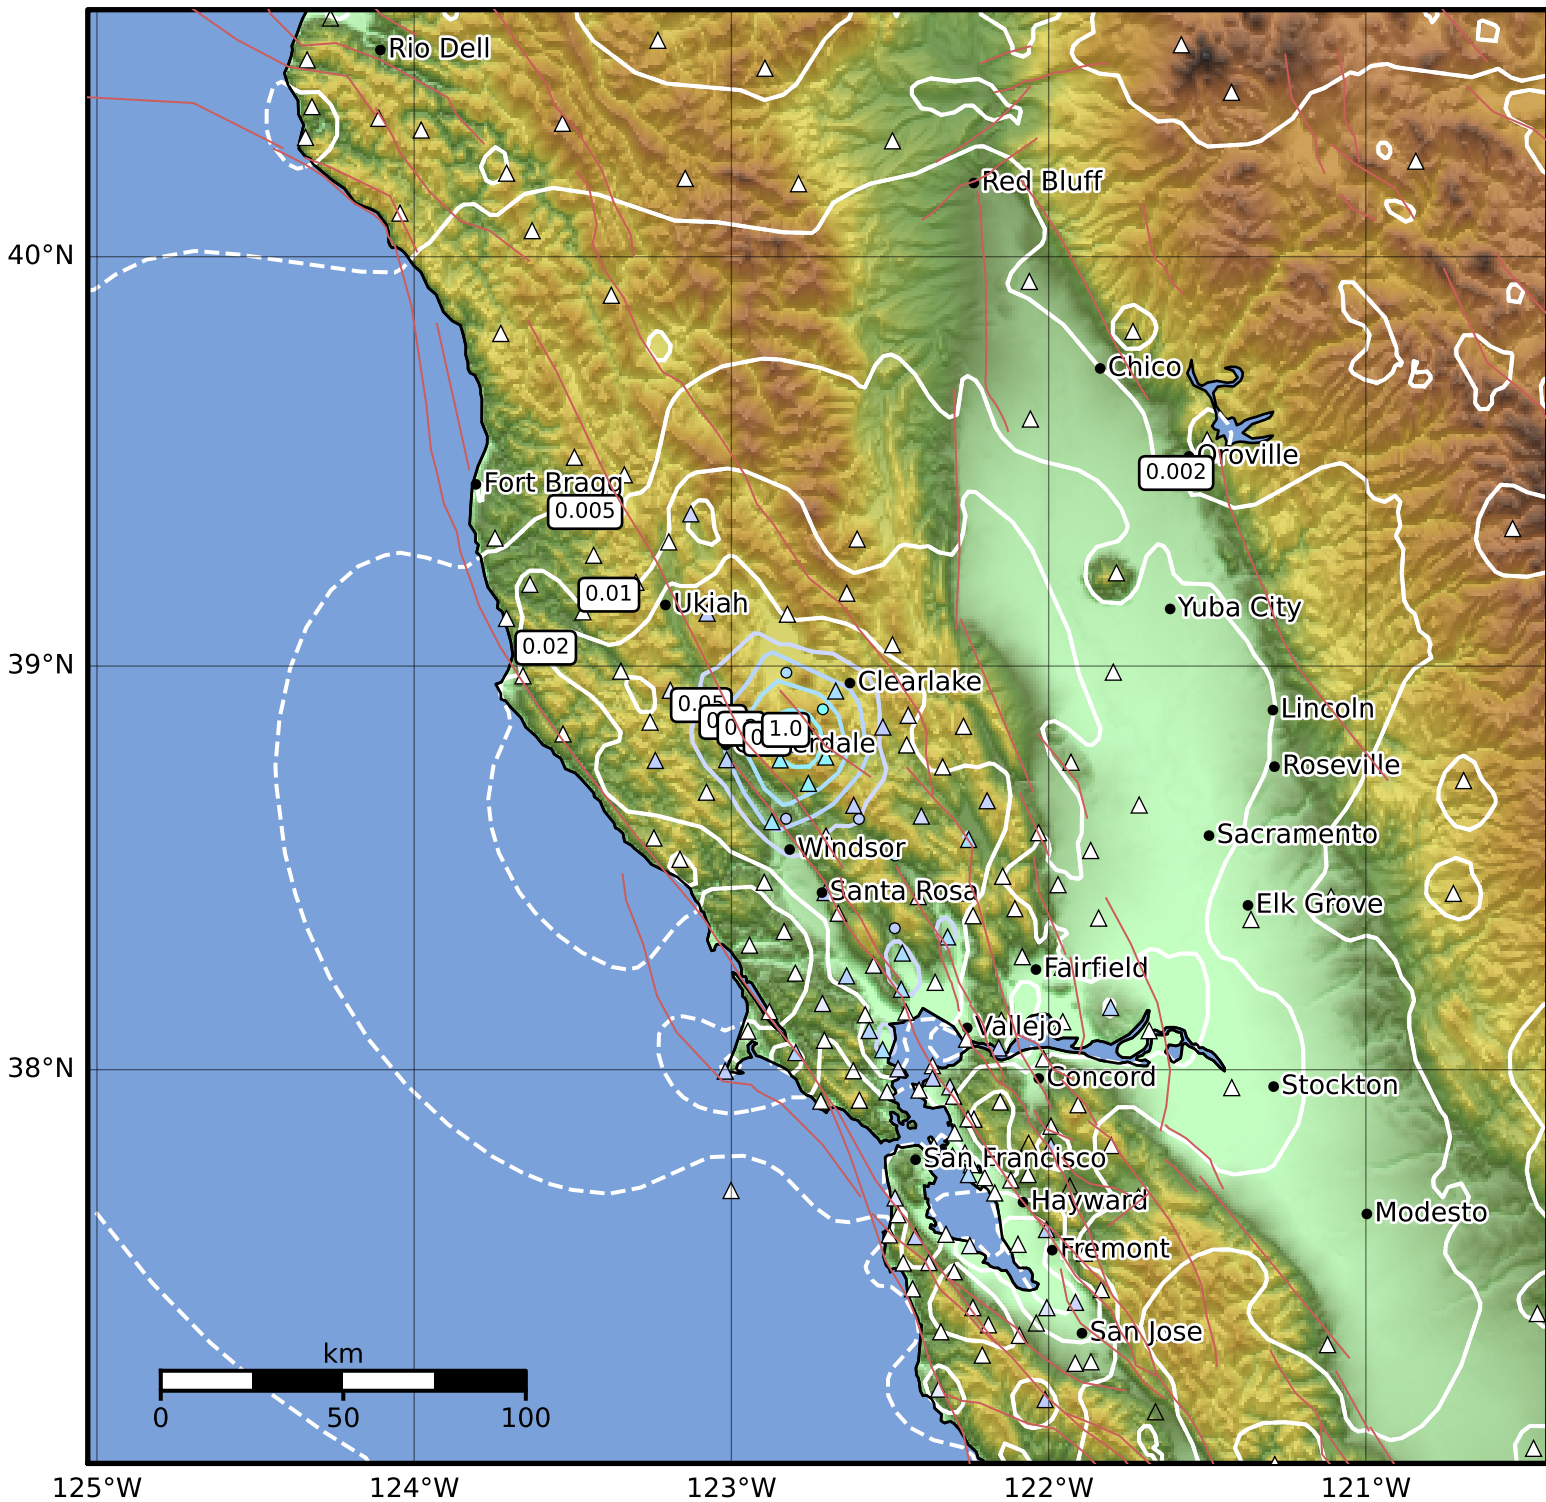 Rio Dell
Red Bluff
40°N
Chico
Oroville
0.002
Fort Bragg
0.005
0.01
Ukiah
Yuba City
0.02
39°N
Clearlake
0.05
Lincoln
1.0
Roseville
Sacramento
Windsor
Santa Rosa
Elk Grove
Fairfield
Vallejo
38°N
Concord
Stockton
San Francisco
Hayward
Modesto
Fremont
San Jose
km
0 50 100
125°W 124°W 123°W 122°W 121°W